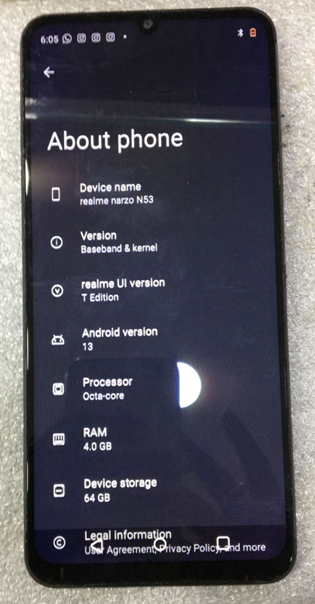 6:05
About phone
Device name
realme narzo N53
Version
Baseband & kernel
realme UI version
T Edition
Android version
13
Processor
Octa-core
RAM
4.0 GB
Device storage
64 GB
Legal information
User Agreement, Privacy Policy, and more